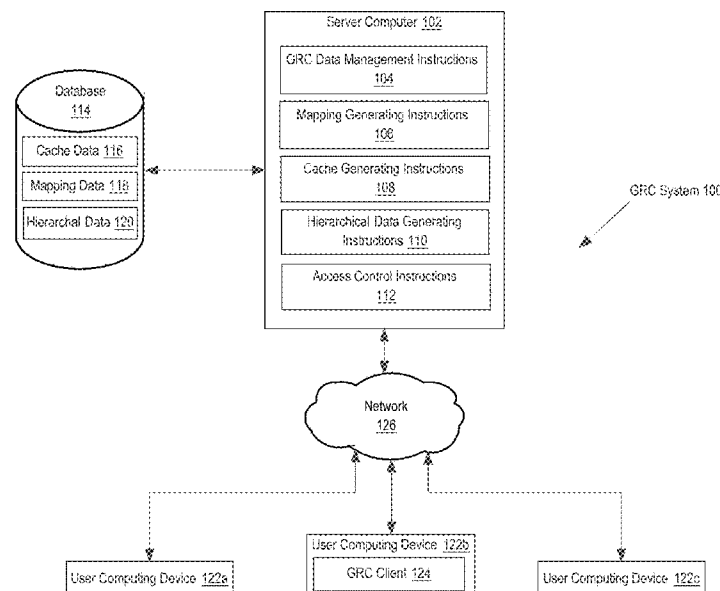 Server Computer 102
GRC Data Management Instructions
104
Mapping Generating Instructions
106
Cache Generating Instructions
108
Hierarchical Data Generating
Instructions 110
Access Control Instructions
112
Database
114
Cache Data 116
Mapping Data 118
Hierarchal Data 120
GRC System 100
Network
126
User Computing Device 122a
User Computing Device 122b
GRC Client 124
User Computing Device 122c